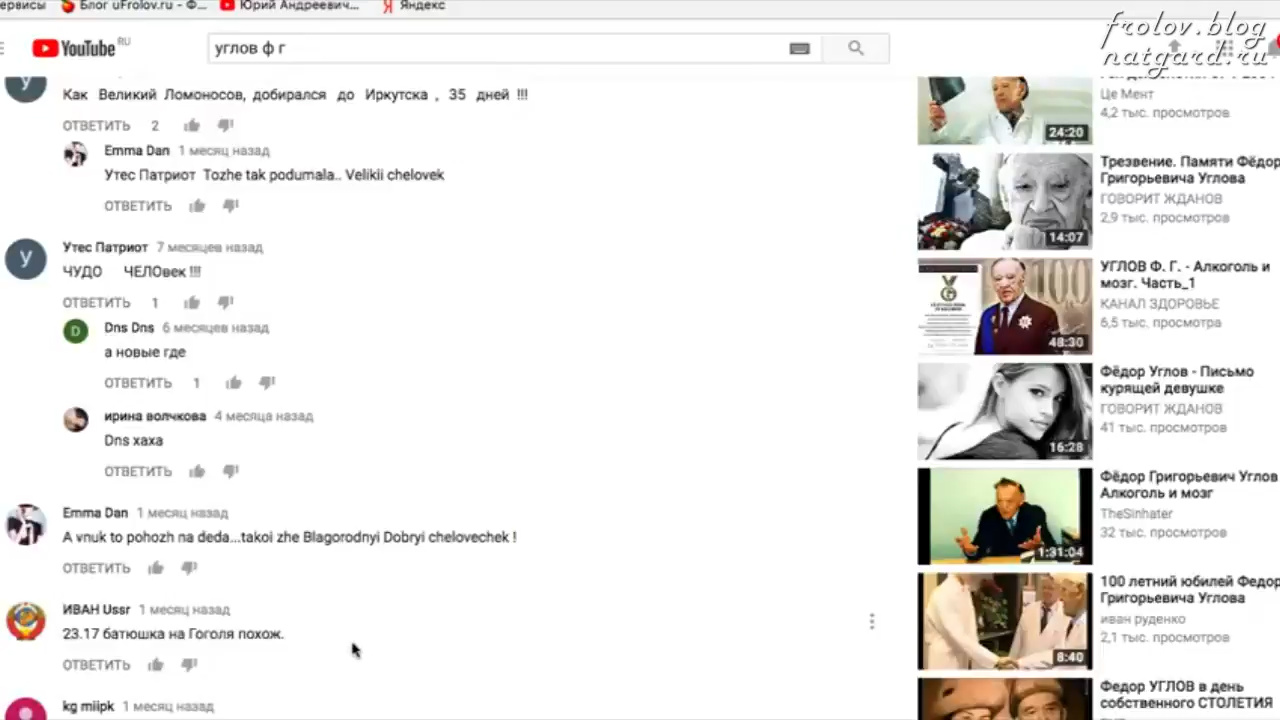 ервисы
Блог uFrolov.ru - Ф...
Юрий Андреевич...
Яндекс
frolov.blog
natgard.ru
YouTube RU
углов ф г
У
Как Великий Ломоносов, добирался до Иркутска , 35 дней !!!
ОТВЕТИТЬ 2
Emma Dan 1 месяц назад
Утес Патриот Tozhe tak podumala.. Velikii chelovek
ОТВЕТИТЬ
У
Утес Патриот 7 месяцев назад
ЧУДО ЧЕЛОвек !!!
ОТВЕТИТЬ 1
D
Dns Dns 6 месяцев назад
а новые где
ОТВЕТИТЬ 1
ирина волчкова 4 месяца назад
Dns хаха
ОТВЕТИТЬ
Emma Dan 1 месяц назад
A vnuk to pohozh na deda...takoi zhe Blagorodnyi Dobryi chelovechek !
ОТВЕТИТЬ
ИВАН Ussr 1 месяц назад
23.17 батюшка на Гоголя похож.
ОТВЕТИТЬ
kg miipk 1 месяц назад
Це Мент
4,2 тыс. просмотров
24:20
Трезвение. Памяти Фёдор
Григорьевича Углова
ГОВОРИТ ЖДАНОВ
2,9 тыс. просмотров
14:07
УГЛОВ Ф. Г. - Алкоголь и
мозг. Часть_1
КАНАЛ ЗДОРОВЬЕ
6,5 тыс. просмотра
100
48:30
Фёдор Углов - Письмо
курящей девушке
ГОВОРИТ ЖДАНОВ
41 тыс. просмотров
16:28
Фёдор Григорьевич Углов
Алкоголь и мозг
TheSinhater
32 тыс. просмотров
1:31:04
100 летний юбилей Федор
Григорьевича Углова
иван руденко
2,1 тыс. просмотров
8:40
Федор УГЛОВ в день
собственного СТОЛЕТИЯ